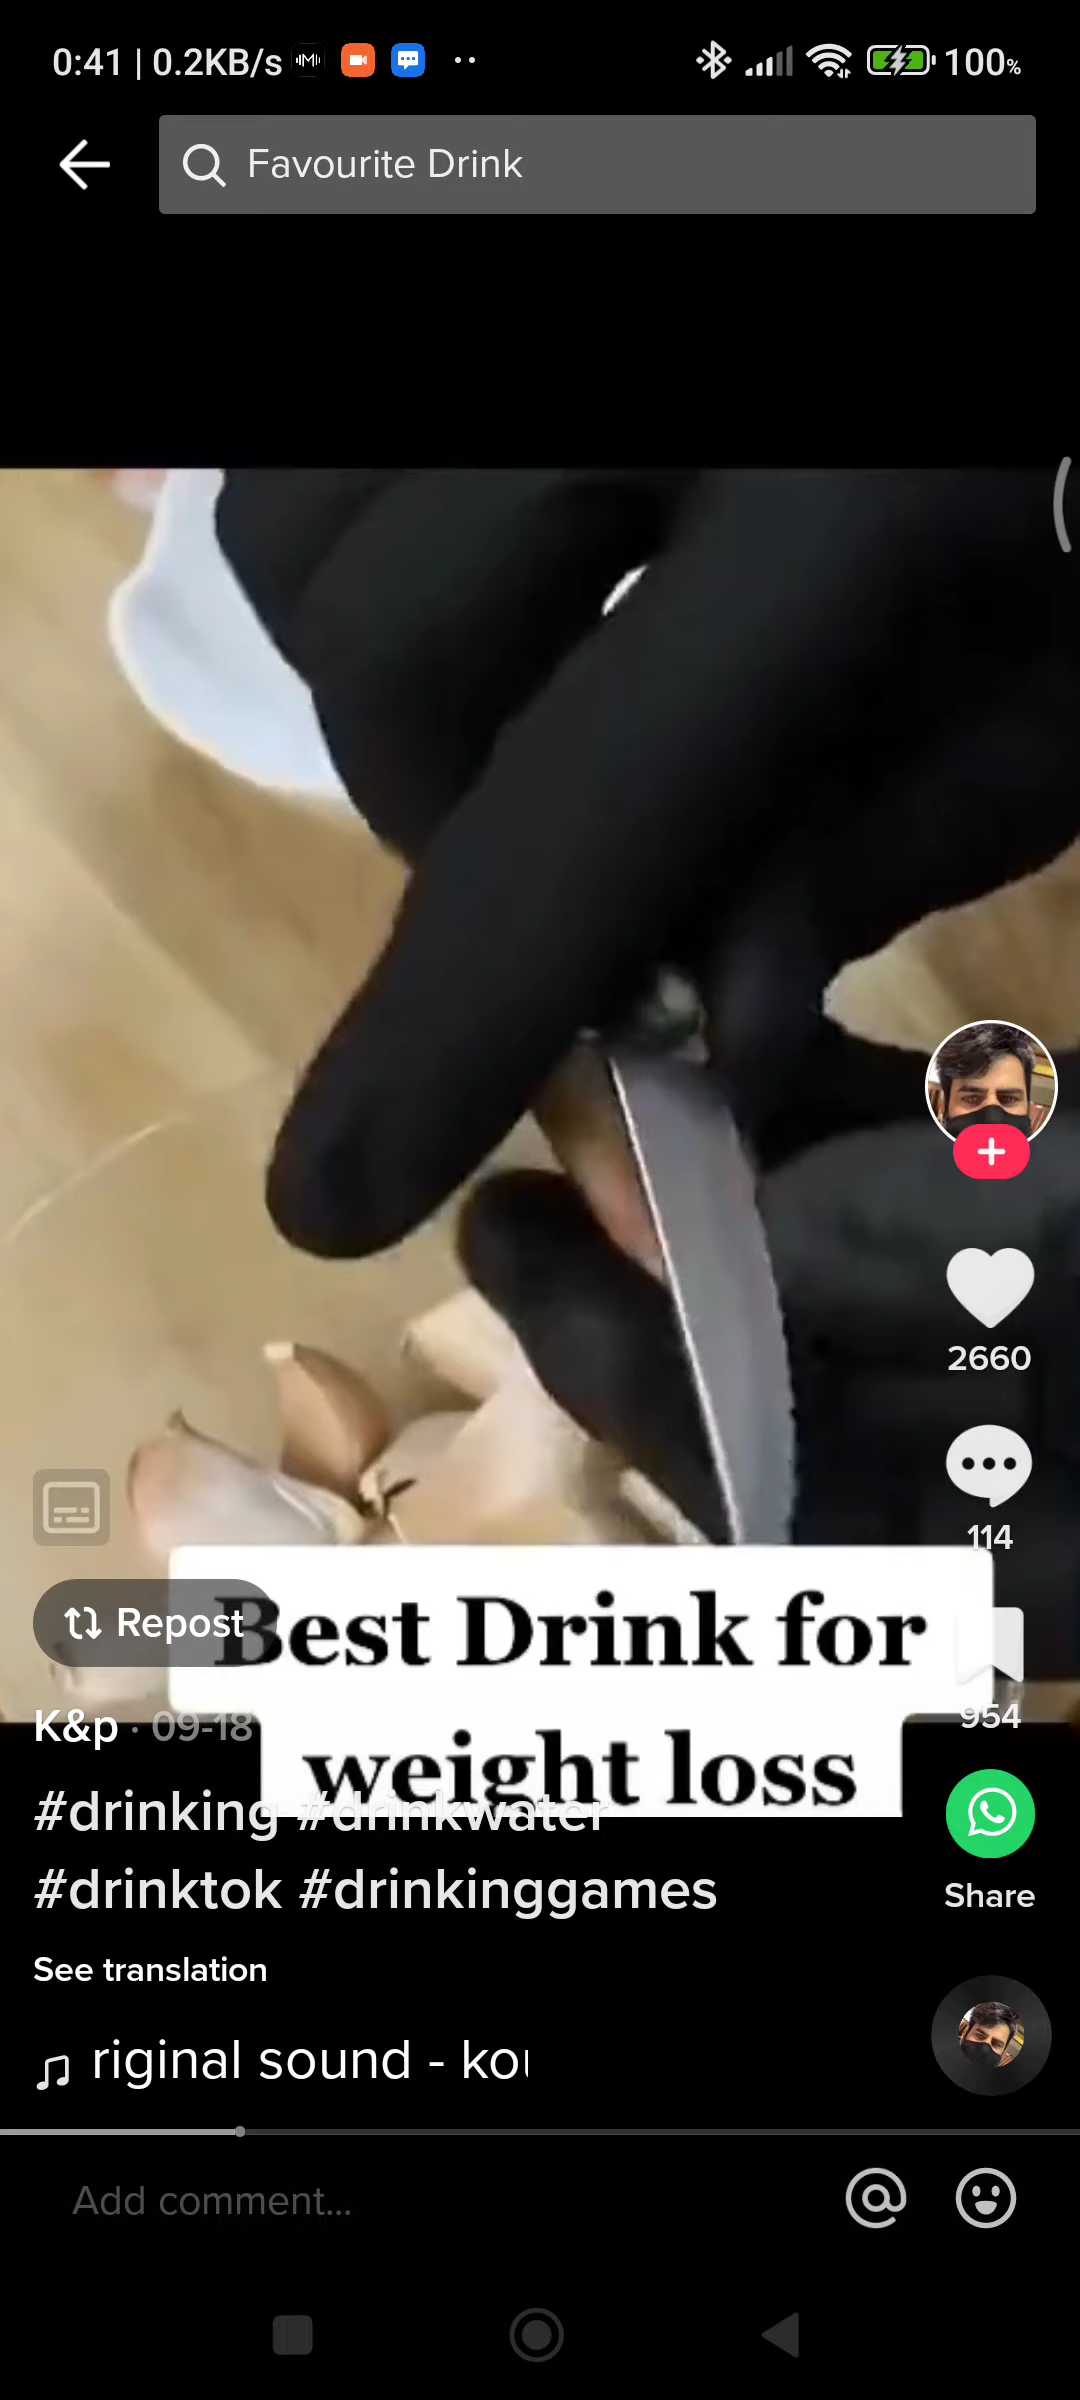 0:41 | 0.2KB/s
100%
Favourite Drink
2660
114
Best Drink for
Repost
954
K&p · 09-18
weight loss
#drinking #drinkwater
#drinktok #drinkinggames
Share
See translation
riginal sound - kou
Add comment...